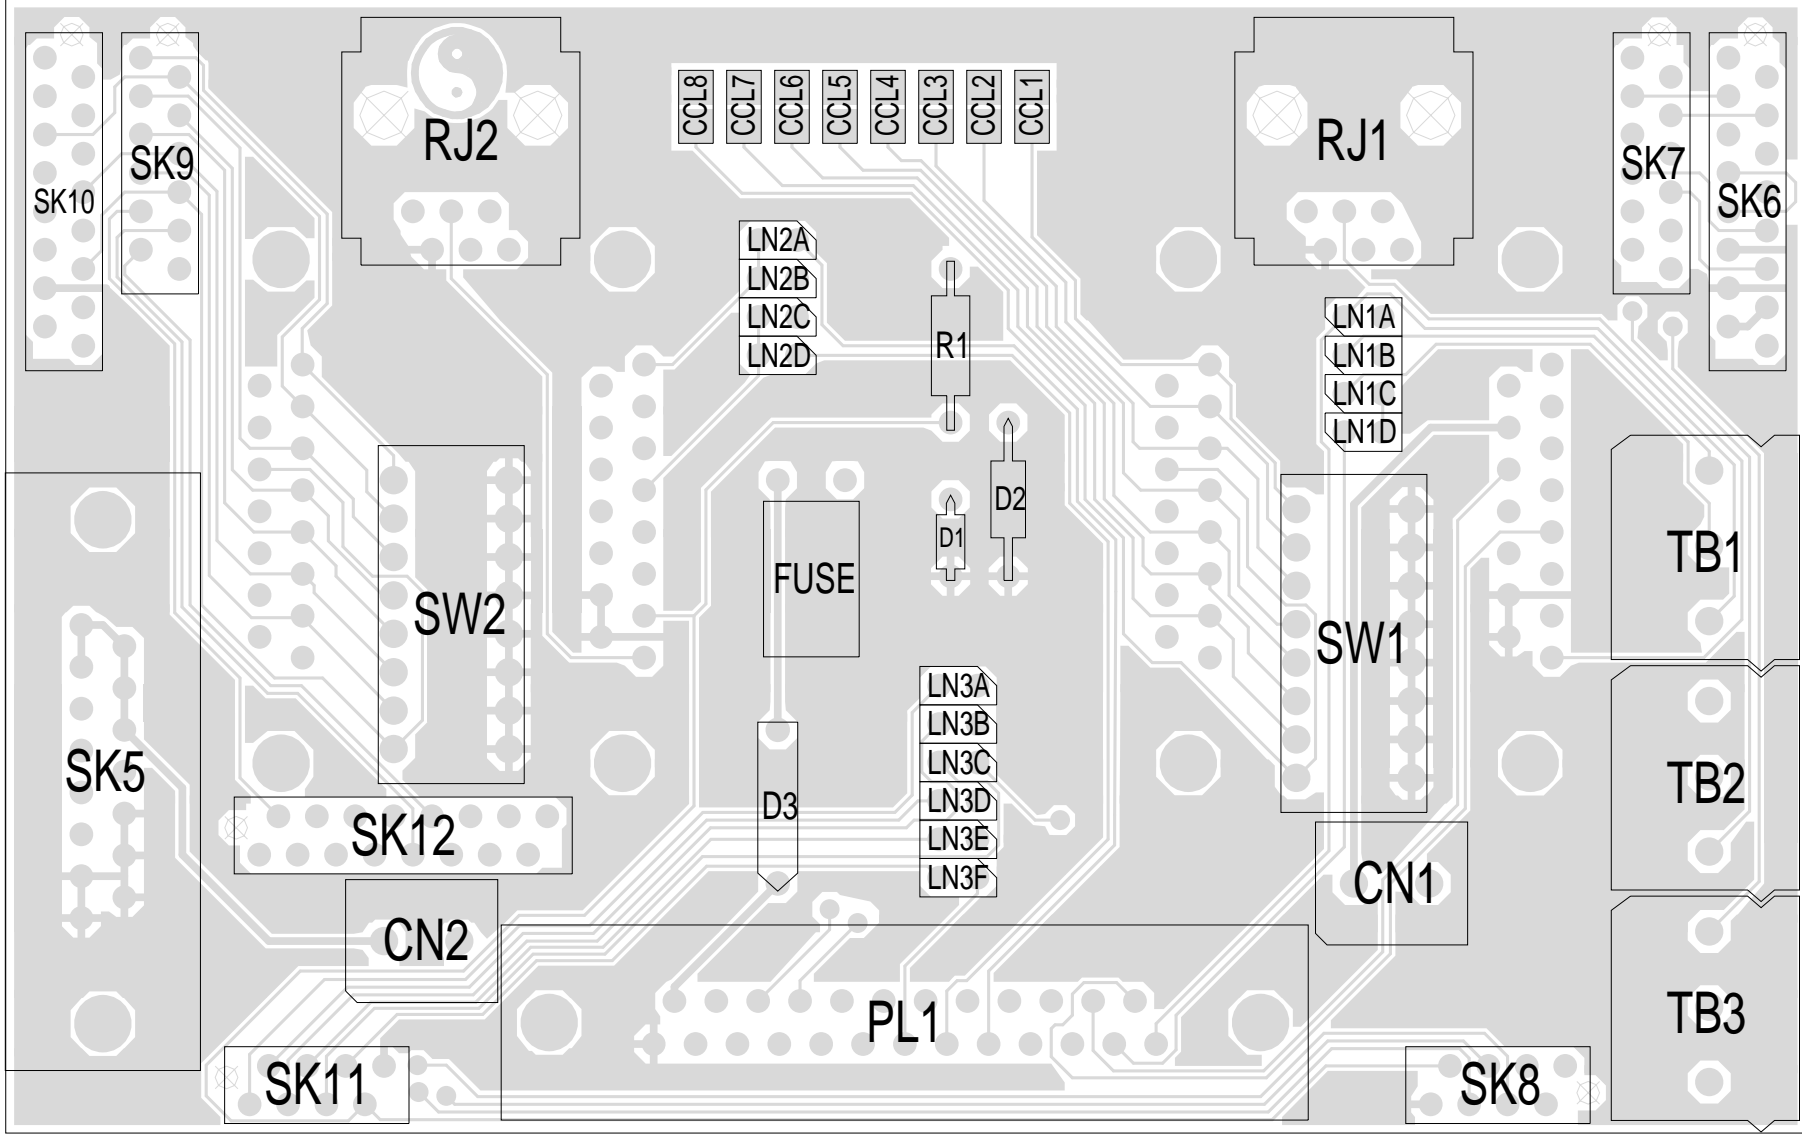 CCL8
CCL7
CCL6
CCL5
CCL4
CCL3
CCL2
CCL1
RJ2
RJ1
SK9
SK10
SK7
SK6
LN2A
LN2B
LN2C
LN2D
R1
LN1A
LN1B
LN1C
LN1D
D2
D1
FUSE
TB1
SW2
SW1
LN3A
LN3B
LN3C
LN3D
LN3E
LN3F
SK5
D3
TB2
SK12
CN1
CN2
PL1
TB3
SK11
SK8